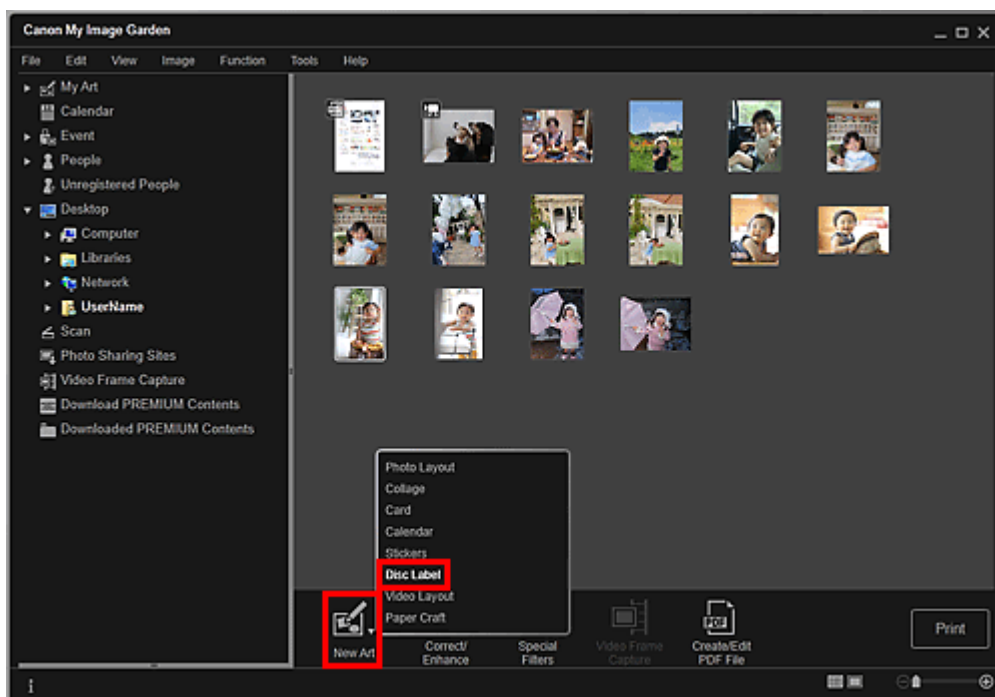 Canon My Image Garden
File Edit View Image Function Tools Help
My Art
Calendar
Event
People
Unregistered People
Desktop
Computer
Libraries
Network
UserName
Scan
Photo Sharing Sites
Video Frame Capture
Download PREMIUM Contents
Downloaded PREMIUM Contents
Photo Layout
Collage
Card
Calendar
Stickers
Disc Label
Video Layout
Paper Craft
New Art
Correct/
Enhance
Special
Filters
Video Frame
Capture
PDF
Create/Edit
PDF File
Print